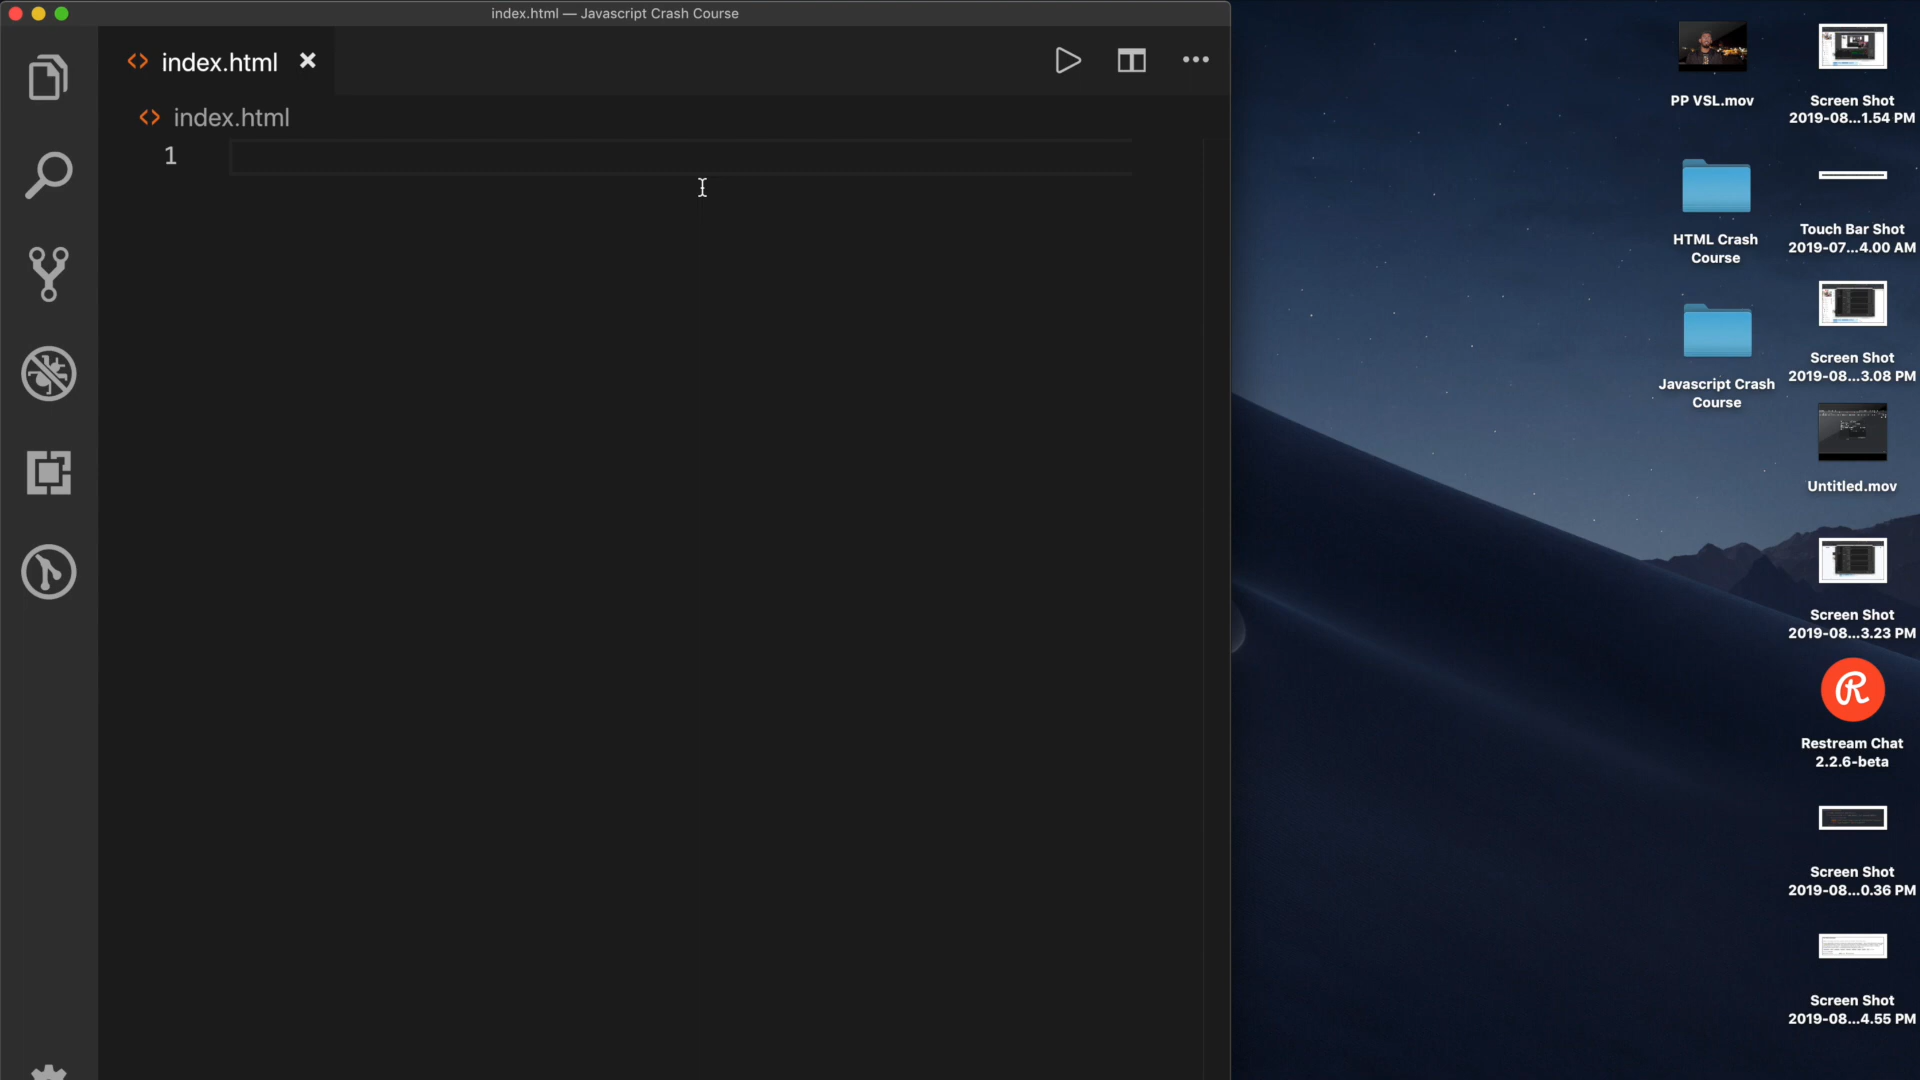 index.html — Javascript Crash Course
index.html
index.html
1
PP VSL.mov
Screen Shot
2019-08...1.54 PM
HTML Crash
Course
Touch Bar Shot
2019-07...4.00 AM
Javascript Crash
Course
Screen Shot
2019-08...3.08 PM
Untitled.mov
Screen Shot
2019-08...3.23 PM
Restream Chat
2.2.6-beta
Screen Shot
2019-08...0.36 PM
Screen Shot
2019-08...4.55 PM